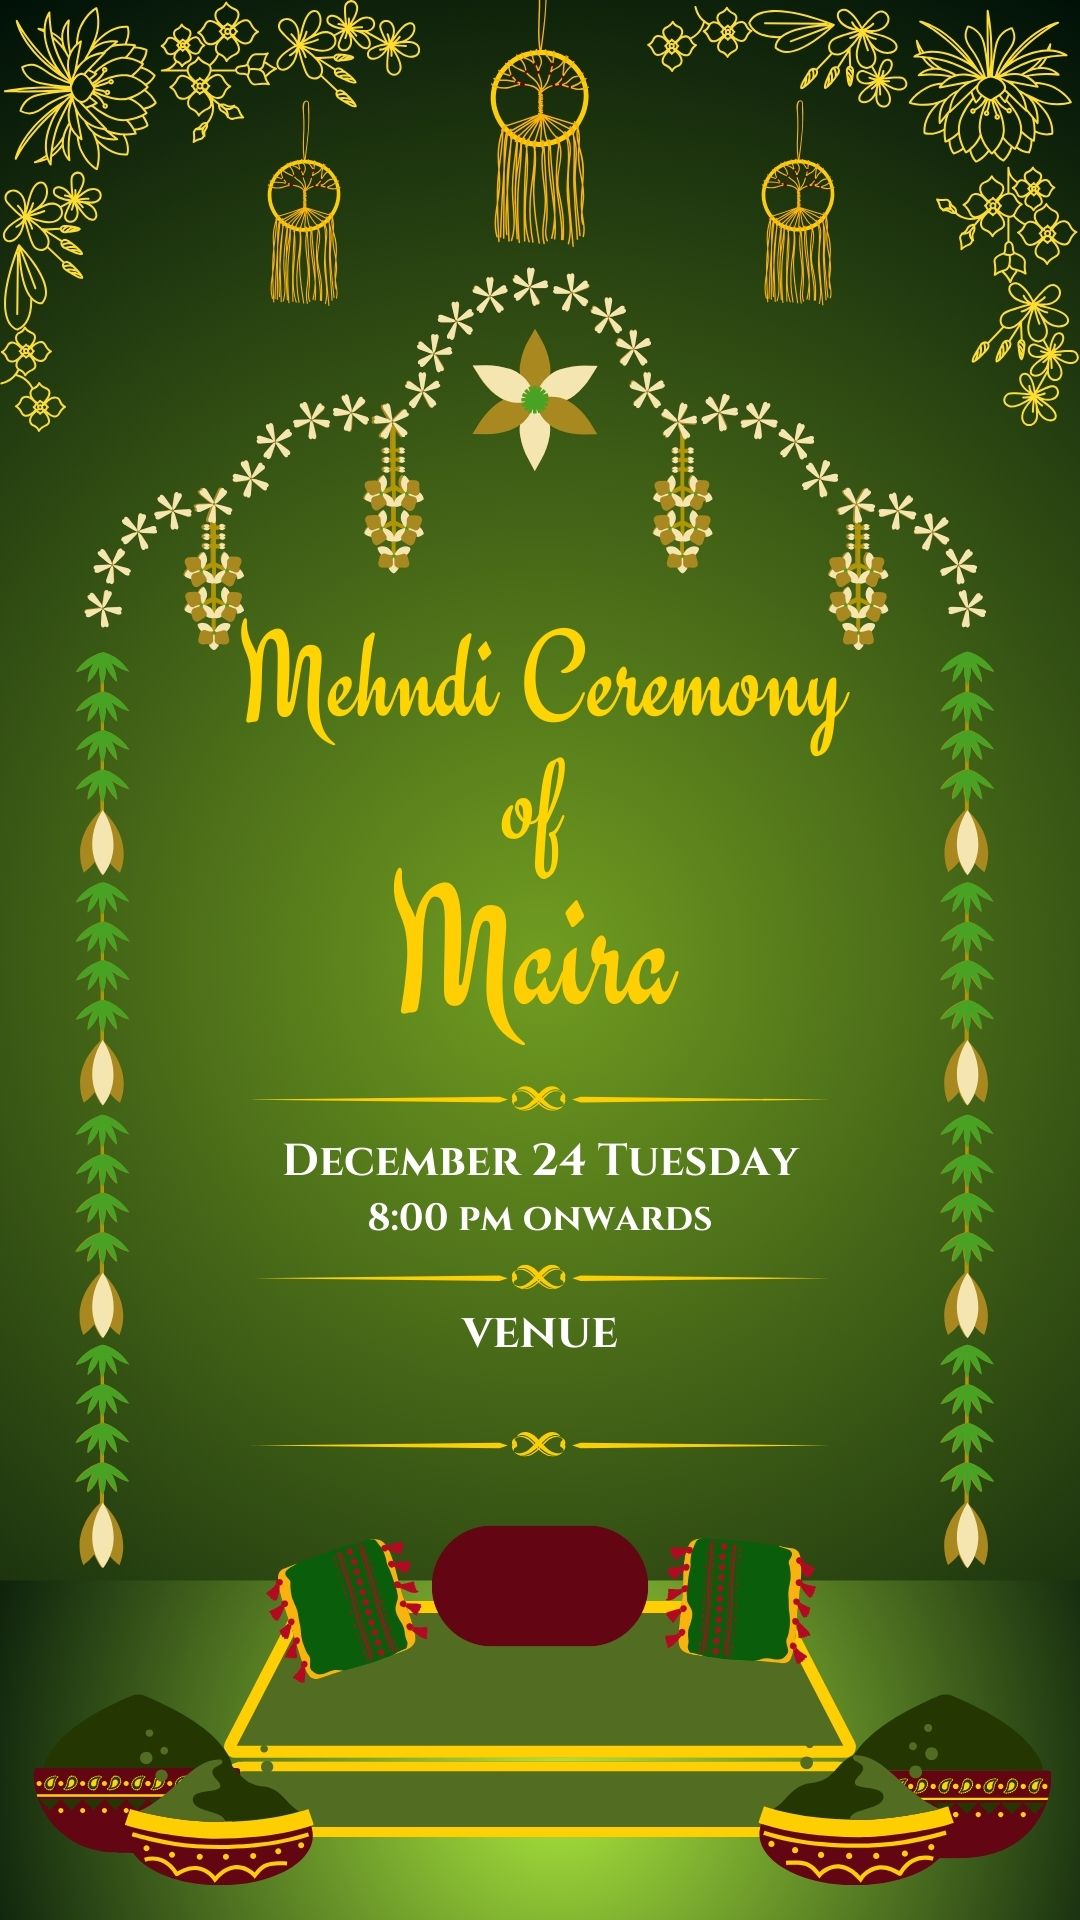 Mehndi Ceremony
of
Maira
December 24 Tuesday
8:00 pm onwards
venue